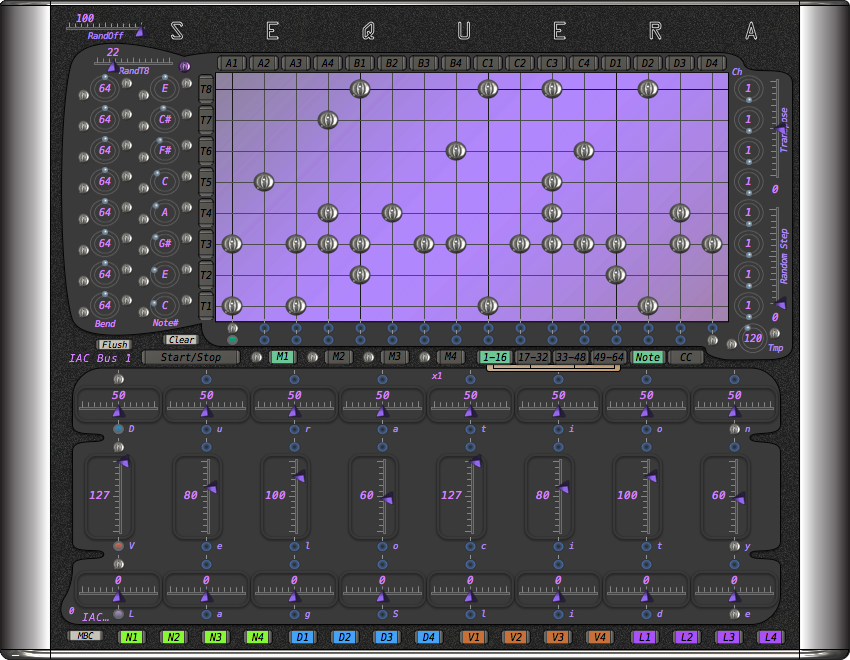 100
S E Q U E R A
RandOff
22
RandT8
A1 A2 A3 A4 B1 B2 B3 B4 C1 C2 C3 C4 D1 D2 D3 D4
Ch
64 E T8 1
64 C# T7 1
Transpose
64 F# T6 1
64 C T5 1
0
64 A T4 1
64 G# T3 1
Random Step
64 E T2 1
64 C T1 1
0
Bend Note#
120
Tmp
Flush Clear
IAC Bus 1 Start/Stop M1 M2 M3 M4 1-16 17-32 33-48 49-64 Note CC
x1
50 50 50 50 50 50 50 50
D u r a t i o n
127 80 100 60 127 80 100 60
V e l o c i t y
0 0 0 0 0 0 0 0
0 IAC… L a g S l i d e
MBC N1 N2 N3 N4 D1 D2 D3 D4 V1 V2 V3 V4 L1 L2 L3 L4